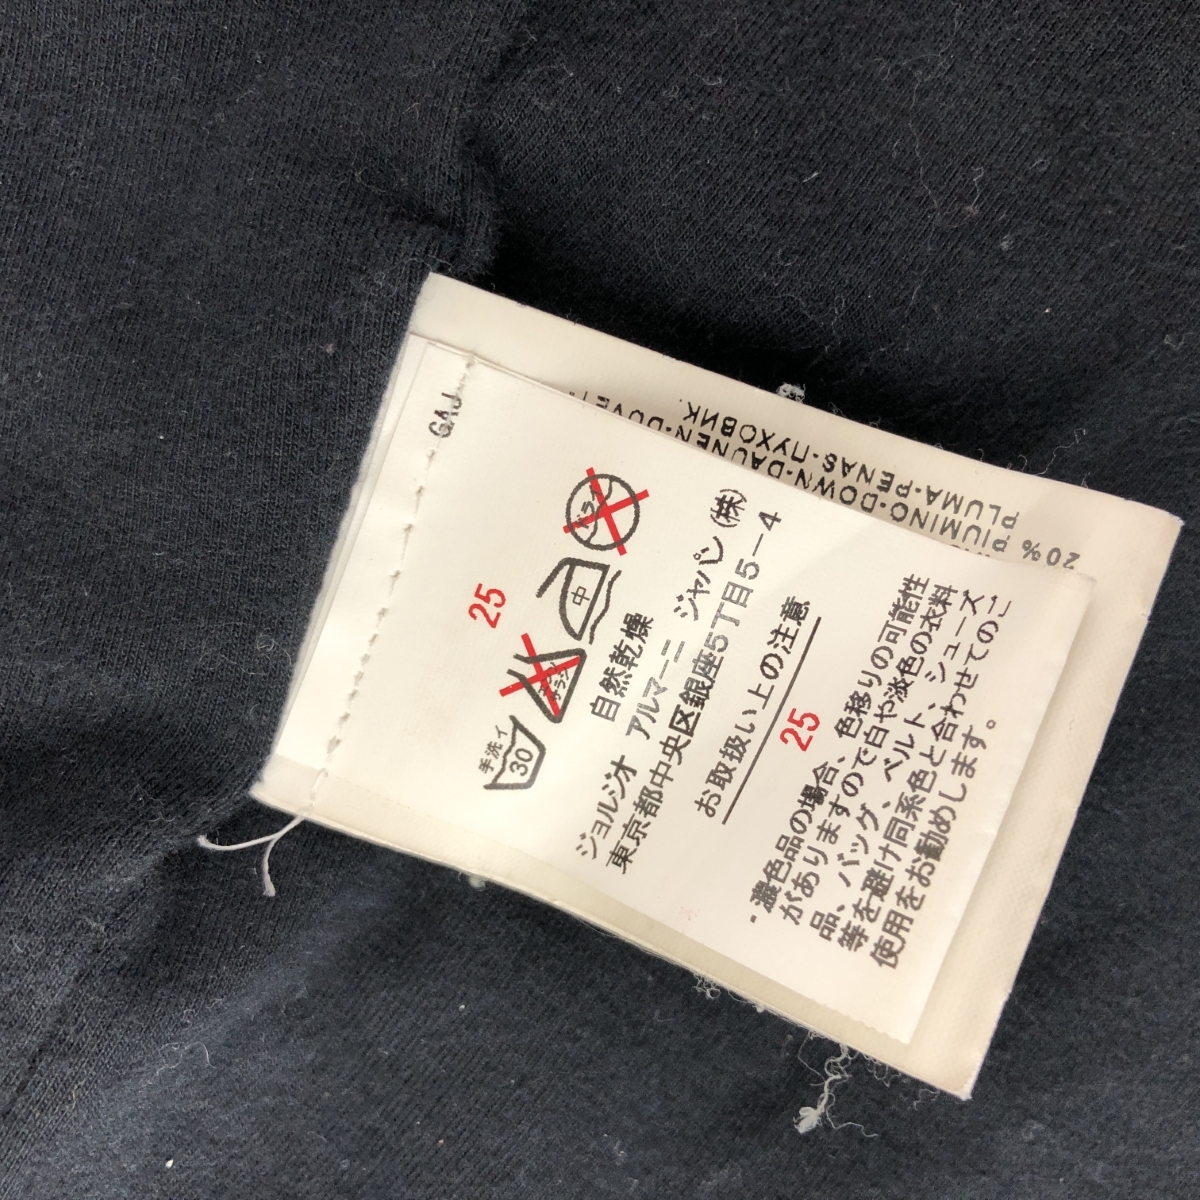 GAJ
25
手洗イ
30
中
ドライ
自然乾燥
ジョルジオ アルマーニ ジャパン(株)
東京都中央区銀座5丁目5－4
お取扱い上の注意
25
・濃色品の場合、色移りの可能性
がありますので白や淡色の衣料
品、バッグ、ベルト、シューズ
等を避け同系色と合わせてのご
使用をお勧めします。
20%
PIUMINO-DOWN-DAUNEN-DUVET
PLUMA-PENAS-ПУХОВИК